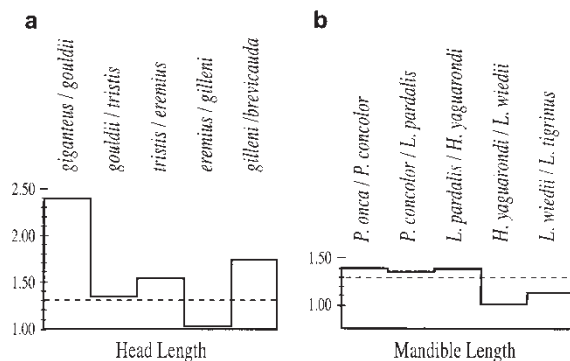 a
giganteus / gouldii
gouldii / tristis
tristis / eremius
eremius / gilleni
gilleni /brevicauda
2.50
2.00
1.50
1.00
Head Length
b
P. onca / P. concolor
P. concolor / L. pardalis
L. pardalis / H. yaguarondi
H. yaguarondi / L. wiedii
L. wiedii / L. tigrinus
1.50
1.00
Mandible Length